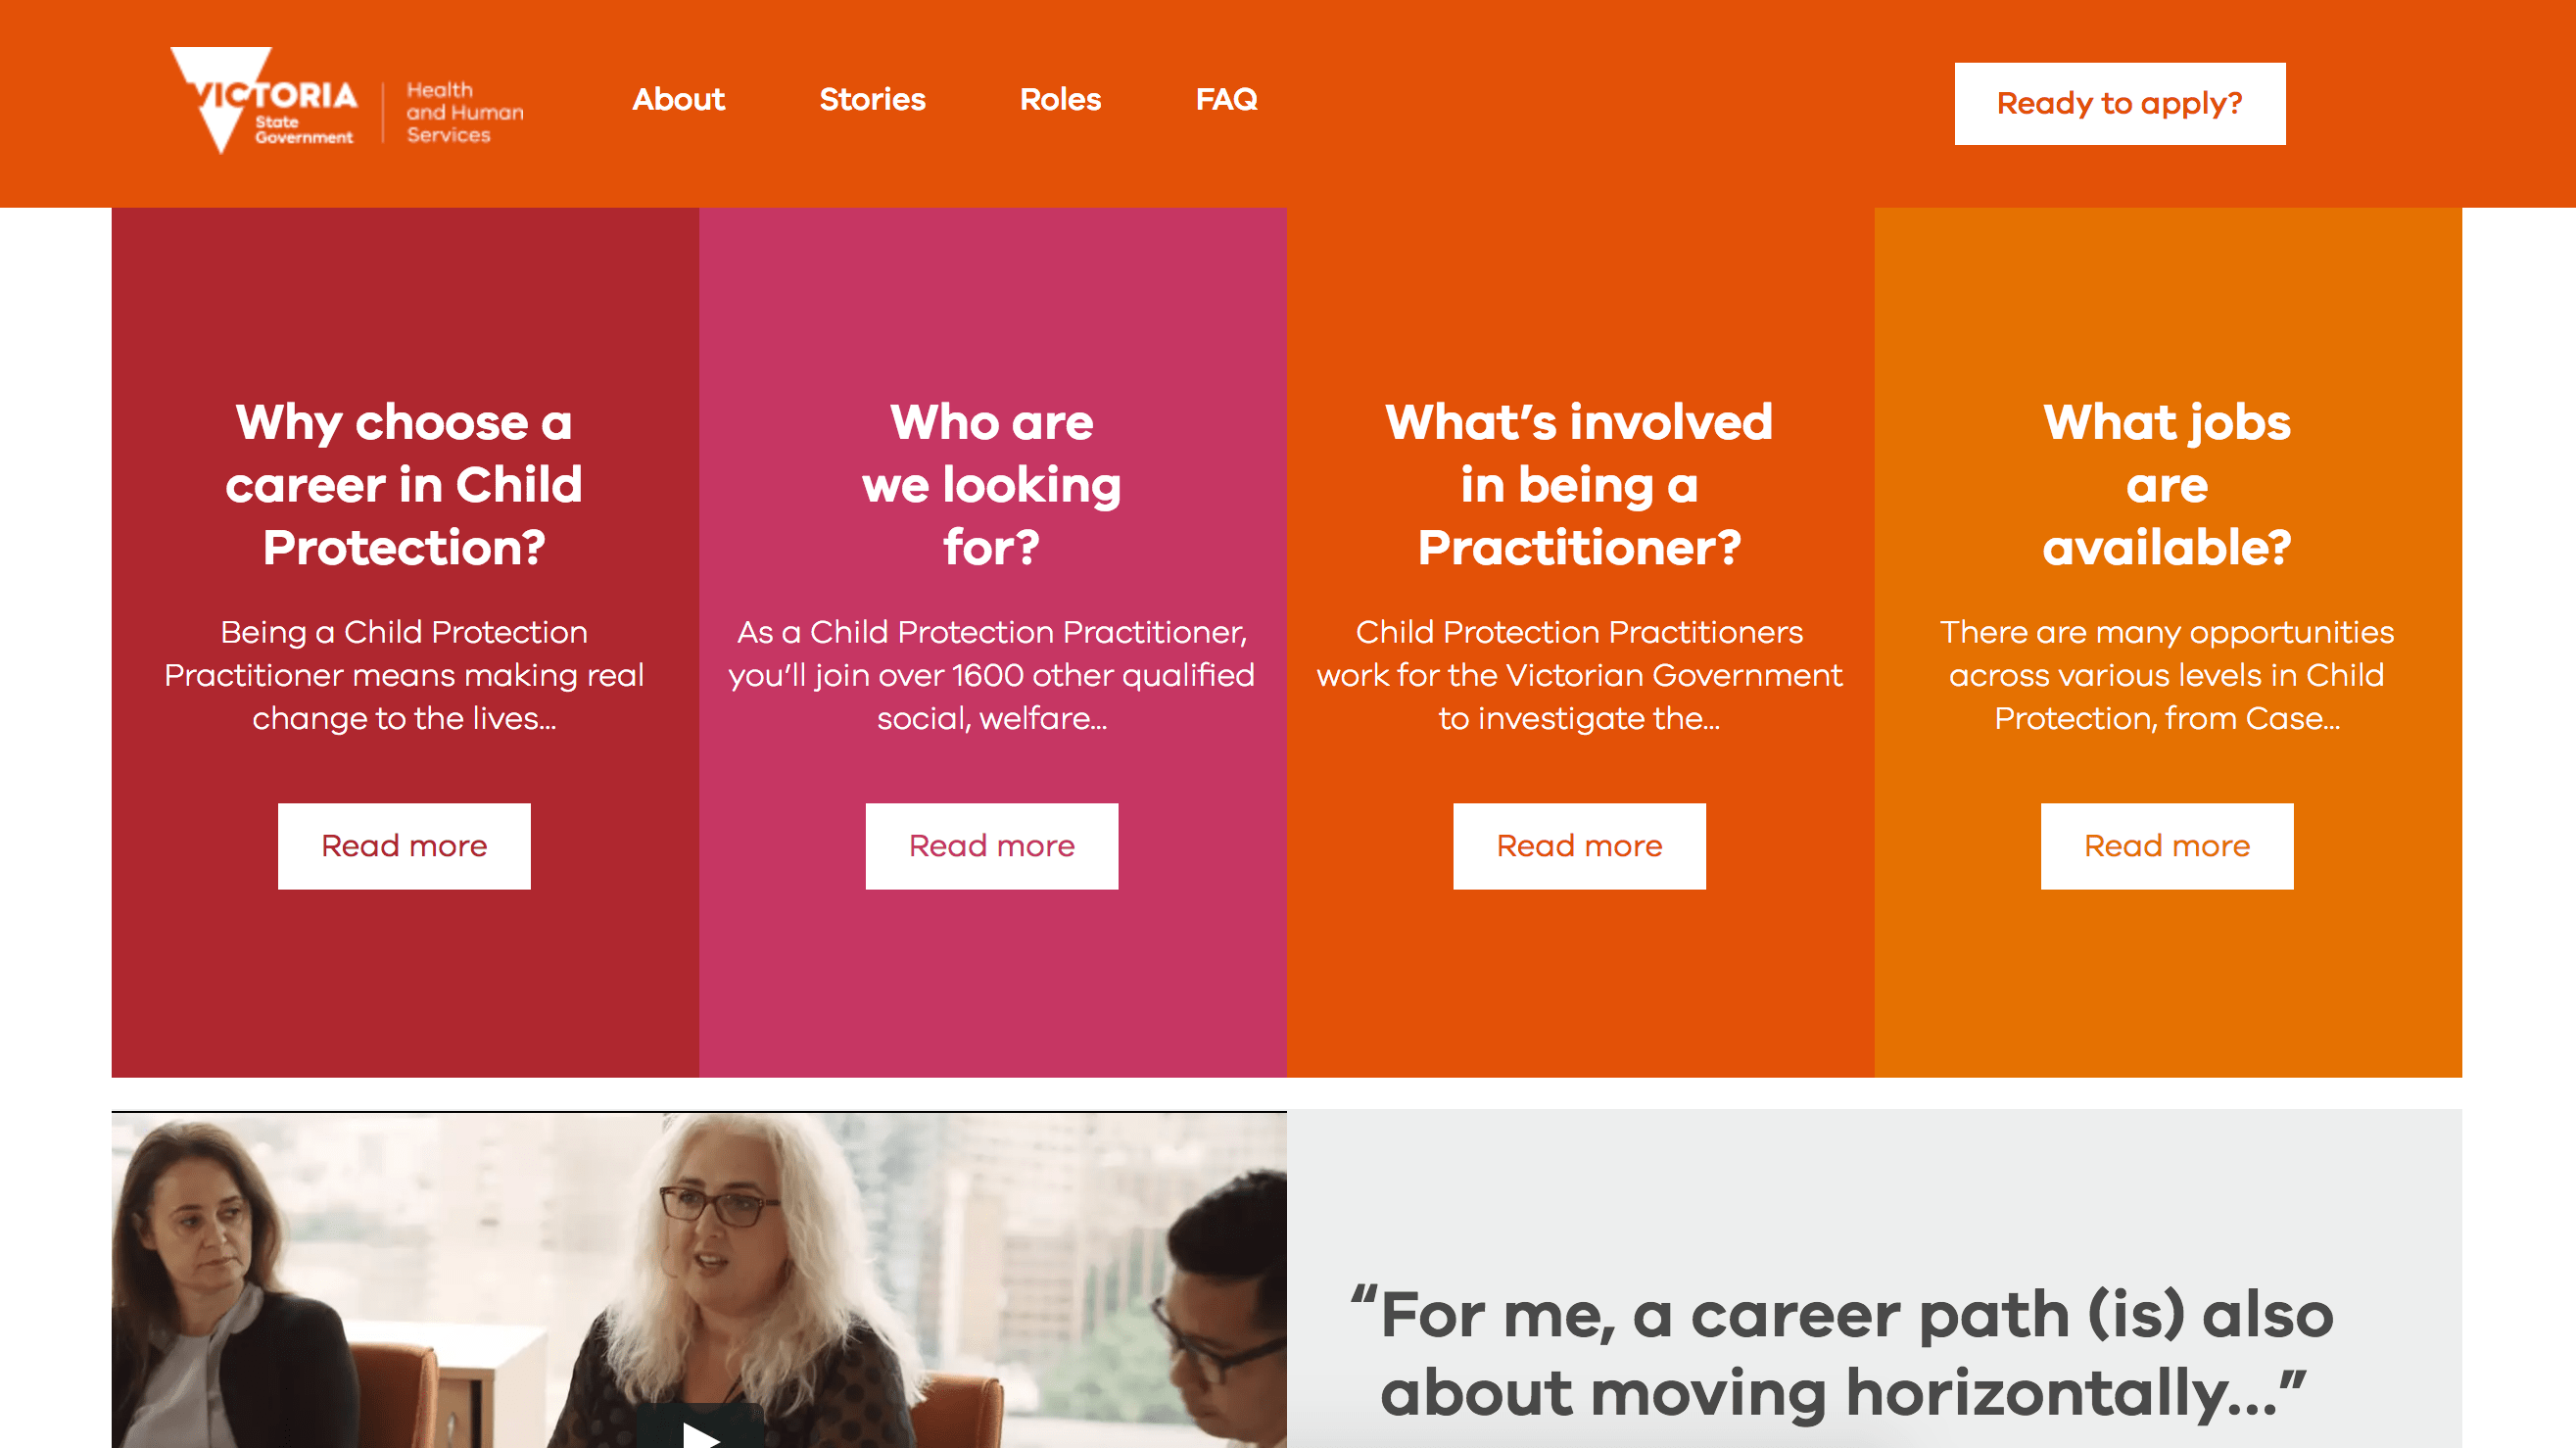 VICTORIA
State
Government
Health
and Human
Services
About
Stories
Roles
FAQ
Ready to apply?
Why choose a
career in Child
Protection?
Being a Child Protection
Practitioner means making real
change to the lives...
Read more
Who are
we looking
for?
As a Child Protection Practitioner,
you’ll join over 1600 other qualified
social, welfare...
Read more
What’s involved
in being a
Practitioner?
Child Protection Practitioners
work for the Victorian Government
to investigate the...
Read more
What jobs
are
available?
There are many opportunities
across various levels in Child
Protection, from Case...
Read more
“For me, a career path (is) also
about moving horizontally...”